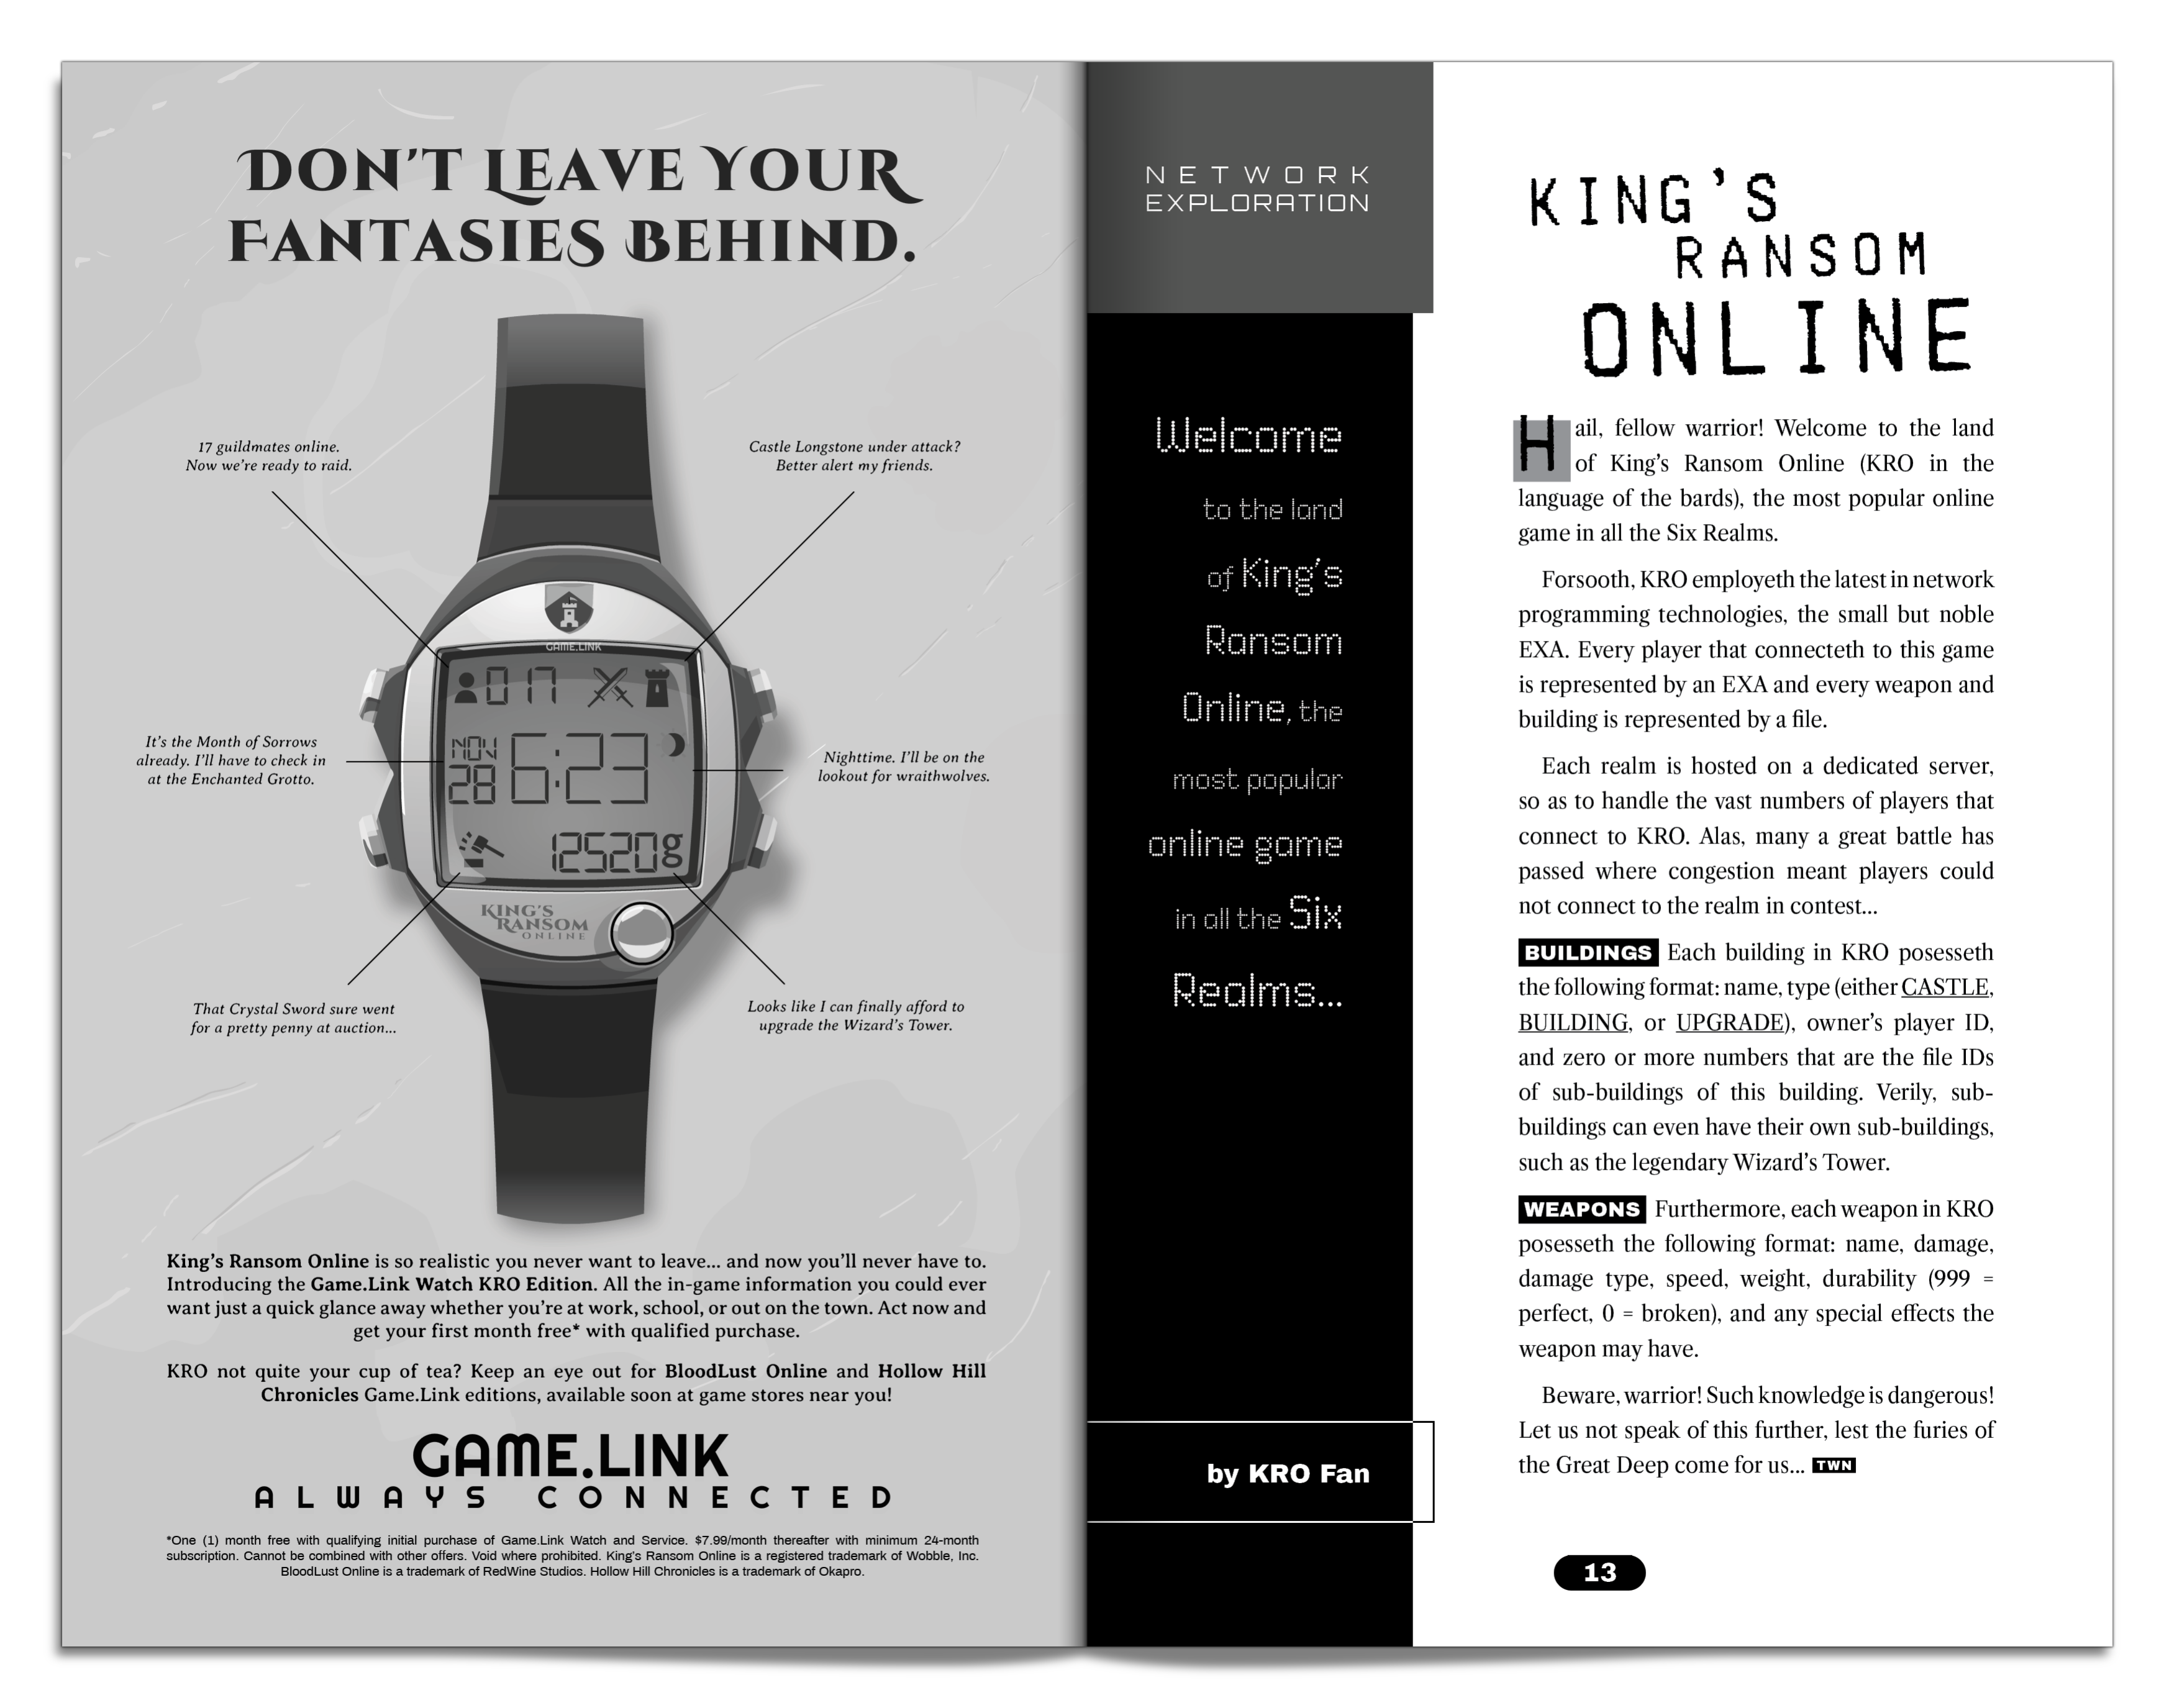 DON'T LEAVE YOUR
FANTASIES BEHIND.
17 guildmates online.
Now we're ready to raid.
Castle Longstone under attack?
Better alert my friends.
It's the Month of Sorrows
already. I'll have to check in
at the Enchanted Grotto.
Nighttime. I'll be on the
lookout for wraithwolves.
That Crystal Sword sure went
for a pretty penny at auction...
Looks like I can finally afford to
upgrade the Wizard's Tower.
GAME.LINK
017
NOV
28 6:23
12520g
KING'S
RANSOM
ONLINE
King's Ransom Online is so realistic you never want to leave... and now you'll never have to.
Introducing the Game.Link Watch KRO Edition. All the in-game information you could ever
want just a quick glance away whether you're at work, school, or out on the town. Act now and
get your first month free* with qualified purchase.
KRO not quite your cup of tea? Keep an eye out for BloodLust Online and Hollow Hill
Chronicles Game.Link editions, available soon at game stores near you!
GAME.LINK
ALWAYS CONNECTED
*One (1) month free with qualifying initial purchase of Game.Link Watch and Service. $7.99/month thereafter with minimum 24-month
subscription. Cannot be combined with other offers. Void where prohibited. King's Ransom Online is a registered trademark of Wobble, Inc.
BloodLust Online is a trademark of RedWine Studios. Hollow Hill Chronicles is a trademark of Okapro.
NETWORK
EXPLORATION
Welcome
to the land
of King's
Ransom
Online, the
most popular
online game
in all the Six
Realms...
by KRO Fan
KING'S
RANSOM
ONLINE
Hail, fellow warrior! Welcome to the land
of King's Ransom Online (KRO in the
language of the bards), the most popular online
game in all the Six Realms.
Forsooth, KRO employeth the latest in network
programming technologies, the small but noble
EXA. Every player that connecteth to this game
is represented by an EXA and every weapon and
building is represented by a file.
Each realm is hosted on a dedicated server,
so as to handle the vast numbers of players that
connect to KRO. Alas, many a great battle has
passed where congestion meant players could
not connect to the realm in contest...
BUILDINGS Each building in KRO posesseth
the following format: name, type (either CASTLE,
BUILDING, or UPGRADE), owner's player ID,
and zero or more numbers that are the file IDs
of sub-buildings of this building. Verily, sub-
buildings can even have their own sub-buildings,
such as the legendary Wizard's Tower.
WEAPONS Furthermore, each weapon in KRO
posesseth the following format: name, damage,
damage type, speed, weight, durability (999 =
perfect, 0 = broken), and any special effects the
weapon may have.
Beware, warrior! Such knowledge is dangerous!
Let us not speak of this further, lest the furies of
the Great Deep come for us... TWN
13